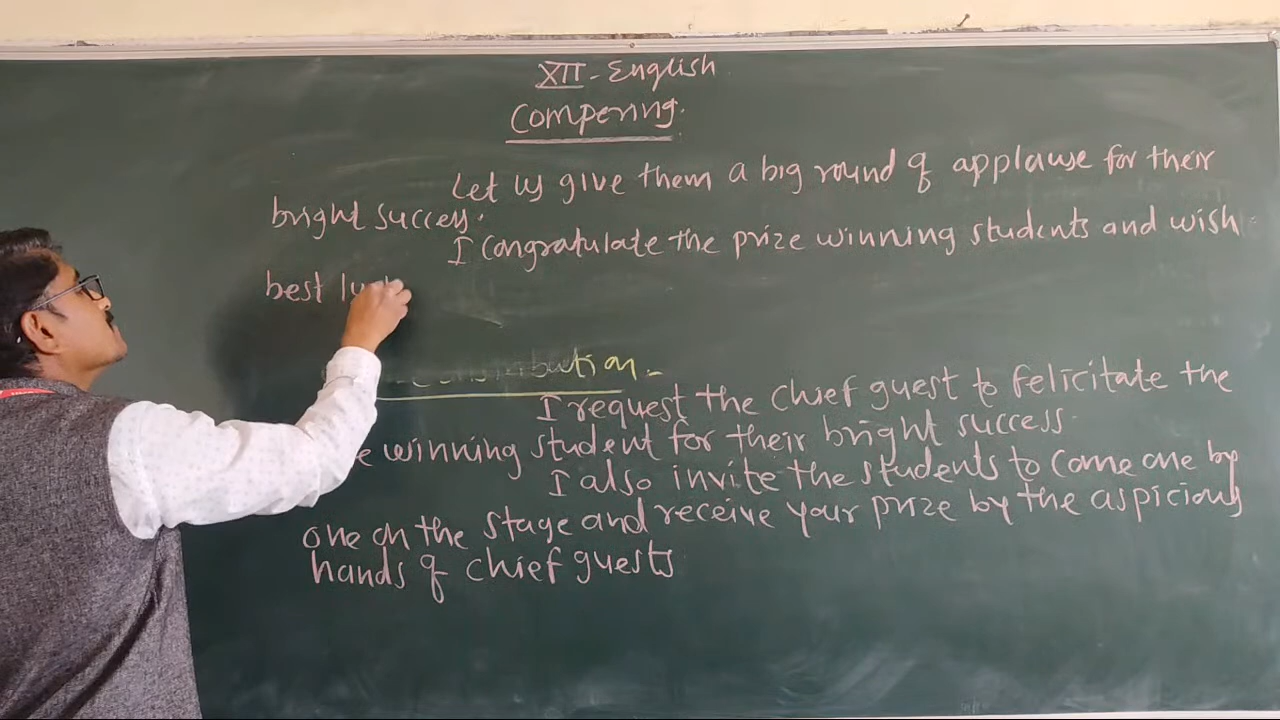 XII - English
Compering.
Let us give them a big round of applause for their
bright success.
I congratulate the prize winning students and wish
best
I request the Chief guest to felicitate the
winning student for their bright success.
I also invite the students to come one by
one on the stage and receive your prize by the aspicious
hands of chief guests